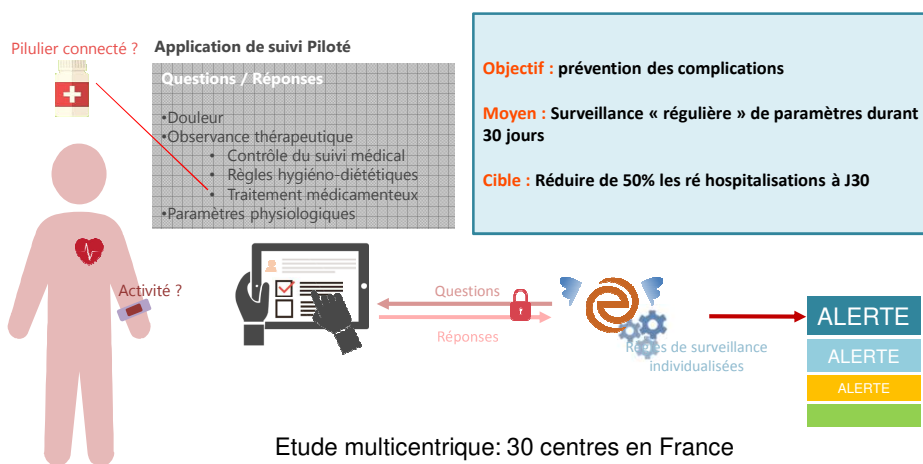 Pilulier connecté ?
Application de suivi Piloté
Questions / Réponses
•Douleur
•Observance thérapeutique
• Contrôle du suivi médical
• Règles hygiéno-diététiques
• Traitement médicamenteux
•Paramètres physiologiques
Objectif : prévention des complications
Moyen : Surveillance « régulière » de paramètres durant
30 jours
Cible : Réduire de 50% les ré hospitalisations à J30
Activité ?
Questions
Réponses
Règles de surveillance
individualisées
ALERTE
ALERTE
ALERTE
Etude multicentrique: 30 centres en France